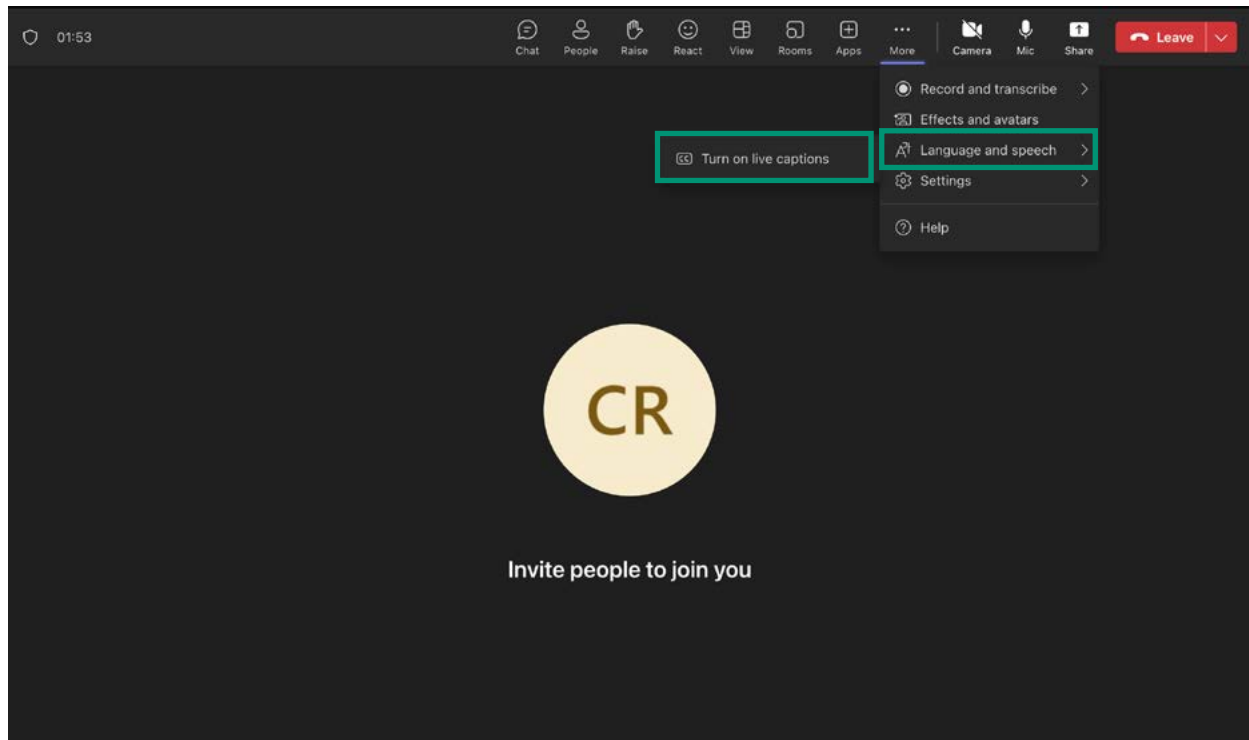 01:53
Chat People Raise React View Rooms Apps More Camera Mic Share Leave
Record and transcribe
Effects and avatars
Language and speech
CC Turn on live captions
Settings
Help
CR
Invite people to join you